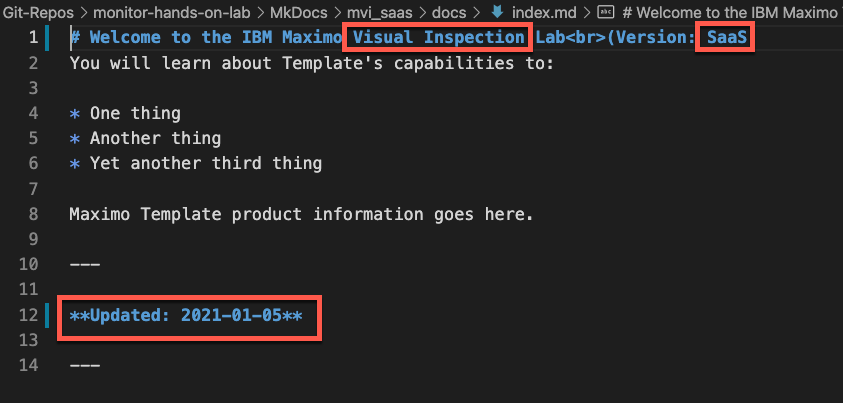 Git-Repos > monitor-hands-on-lab > MkDocs > mvi_saas > docs > index.md > # Welcome to the IBM Maximo
1 # Welcome to the IBM Maximo Visual Inspection Lab<br>(Version: SaaS
2 You will learn about Template's capabilities to:
3
4 * One thing
5 * Another thing
6 * Yet another third thing
7
8 Maximo Template product information goes here.
9
10 ---
11
12 **Updated: 2021-01-05**
13
14 ---